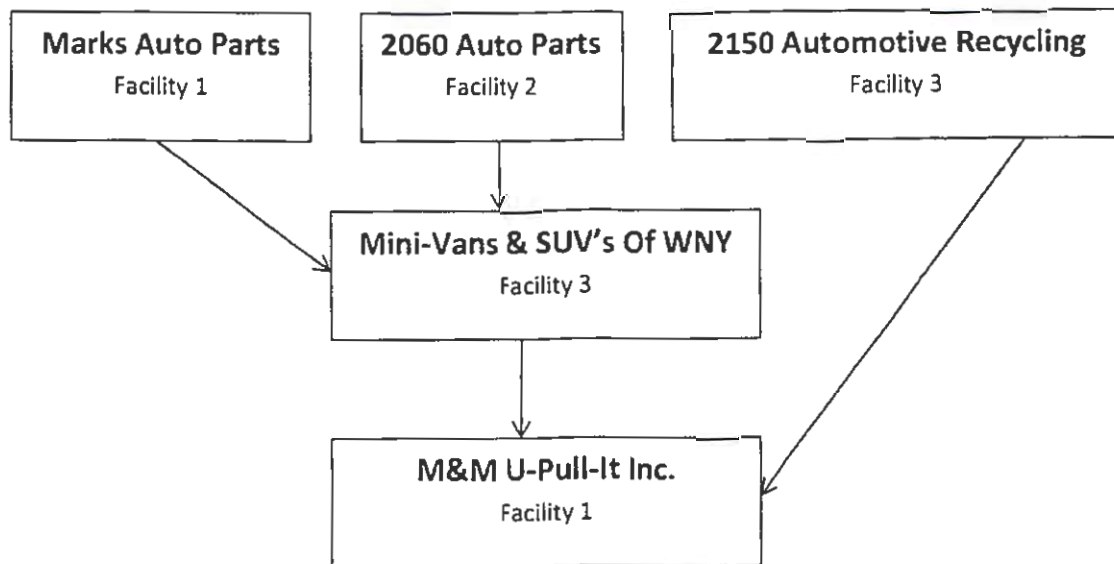 Marks Auto Parts
Facility 1
2060 Auto Parts
Facility 2
2150 Automotive Recycling
Facility 3
Mini-Vans & SUV's Of WNY
Facility 3
M&M U-Pull-It Inc.
Facility 1